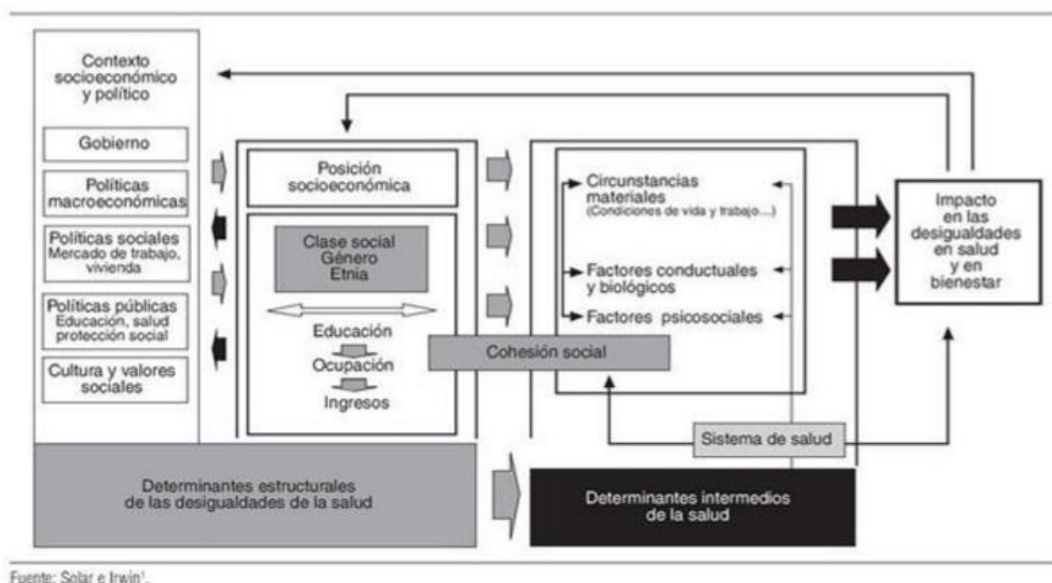 Contexto
socioeconómico
y político
Gobierno
Políticas
macroeconómicas
Políticas sociales
Mercado de trabajo,
vivienda
Políticas públicas
Educación, salud
protección social
Cultura y valores
sociales
Posición
socioeconómica
Clase social
Género
Etnia
Educación
Ocupación
Ingresos
Cohesión social
Circunstancias
materiales
(Condiciones de vida y trabajo...)
Factores conductuales
y biológicos
Factores psicosociales
Sistema de salud
Impacto
en las
desigualdades
en salud
y en
bienestar
Determinantes estructurales
de las desigualdades de la salud
Determinantes intermedios
de la salud
Fuente: Solar e Irwin¹.